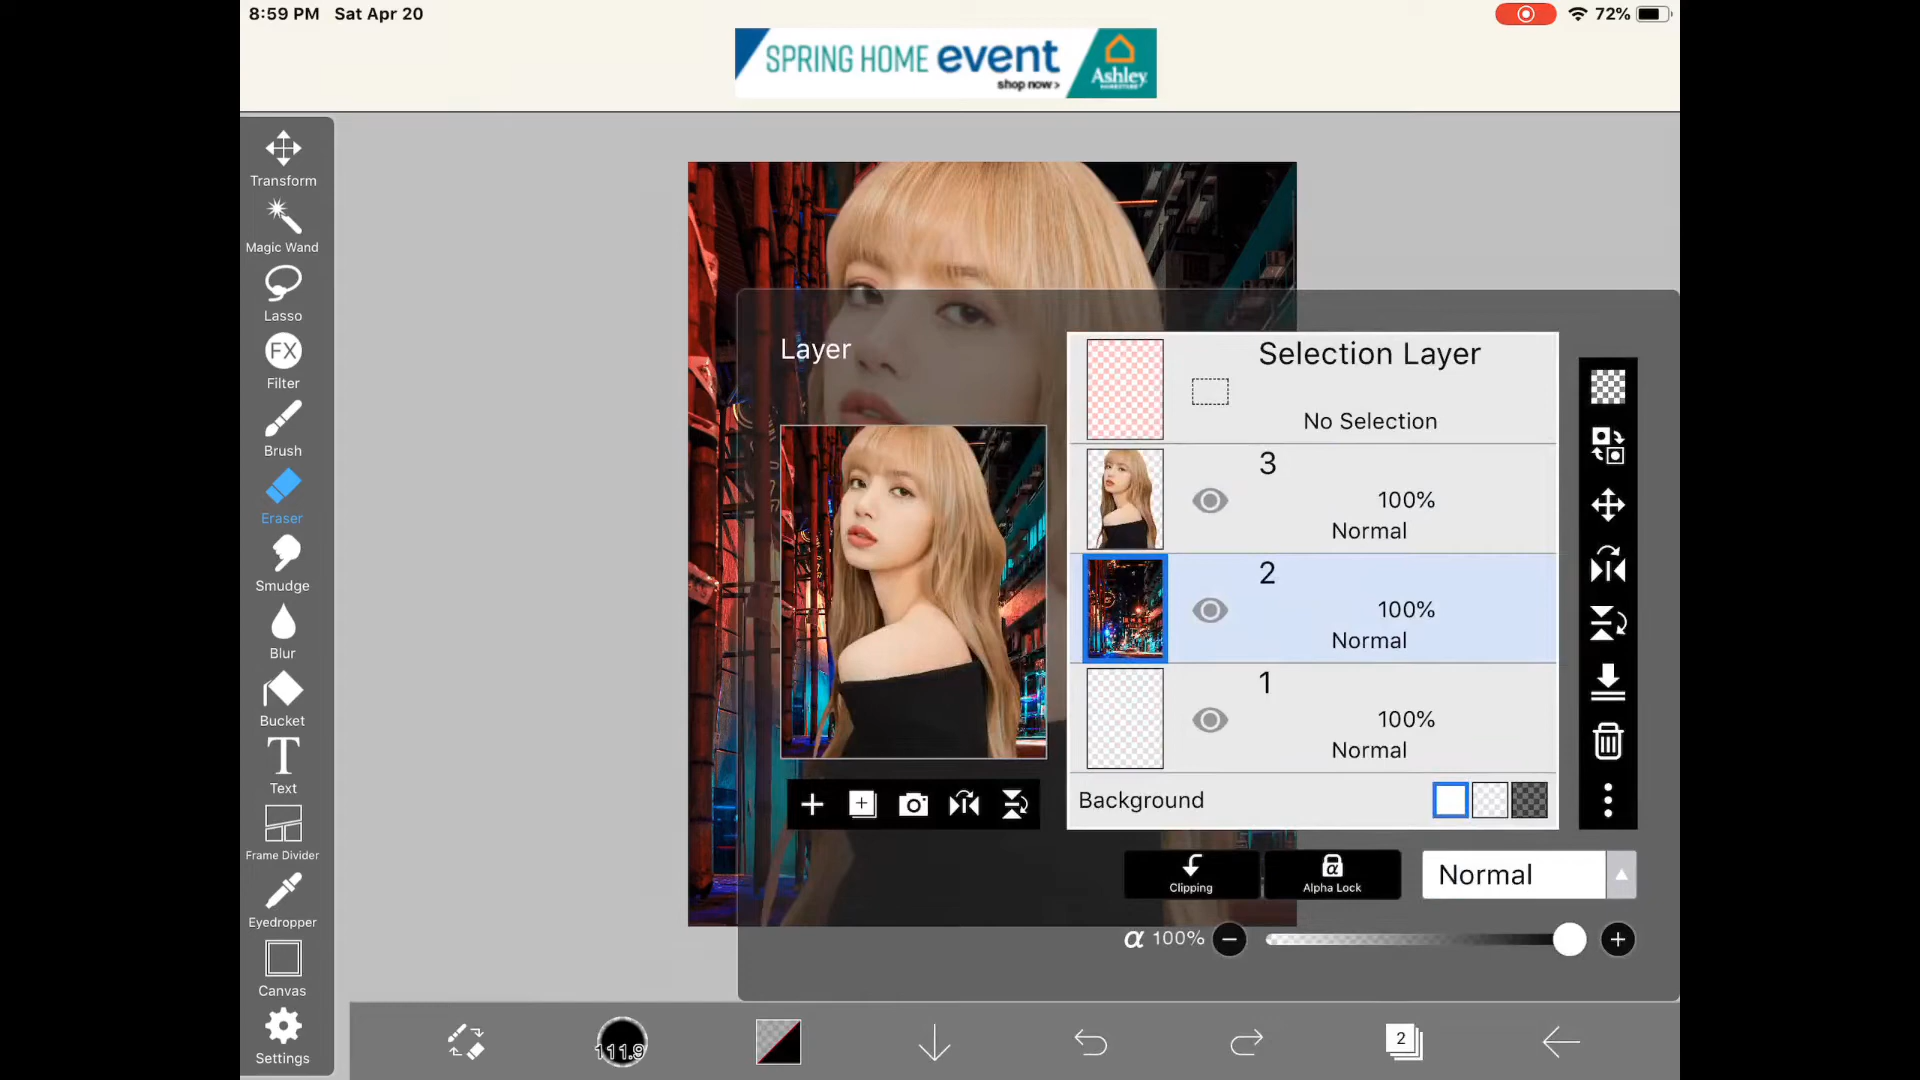 8:59 PM Sat Apr 20
72%
SPRING HOME event
shop now >
Ashley
HOMESTORE
Transform
Magic Wand
Lasso
FX
Filter
Brush
Eraser
Smudge
Blur
Bucket
T
Text
Frame Divider
Eyedropper
Canvas
Settings
Layer
Selection Layer
No Selection
3
100%
Normal
2
100%
Normal
1
100%
Normal
Background
Clipping
α
Alpha Lock
Normal
α 100%
111.9
2